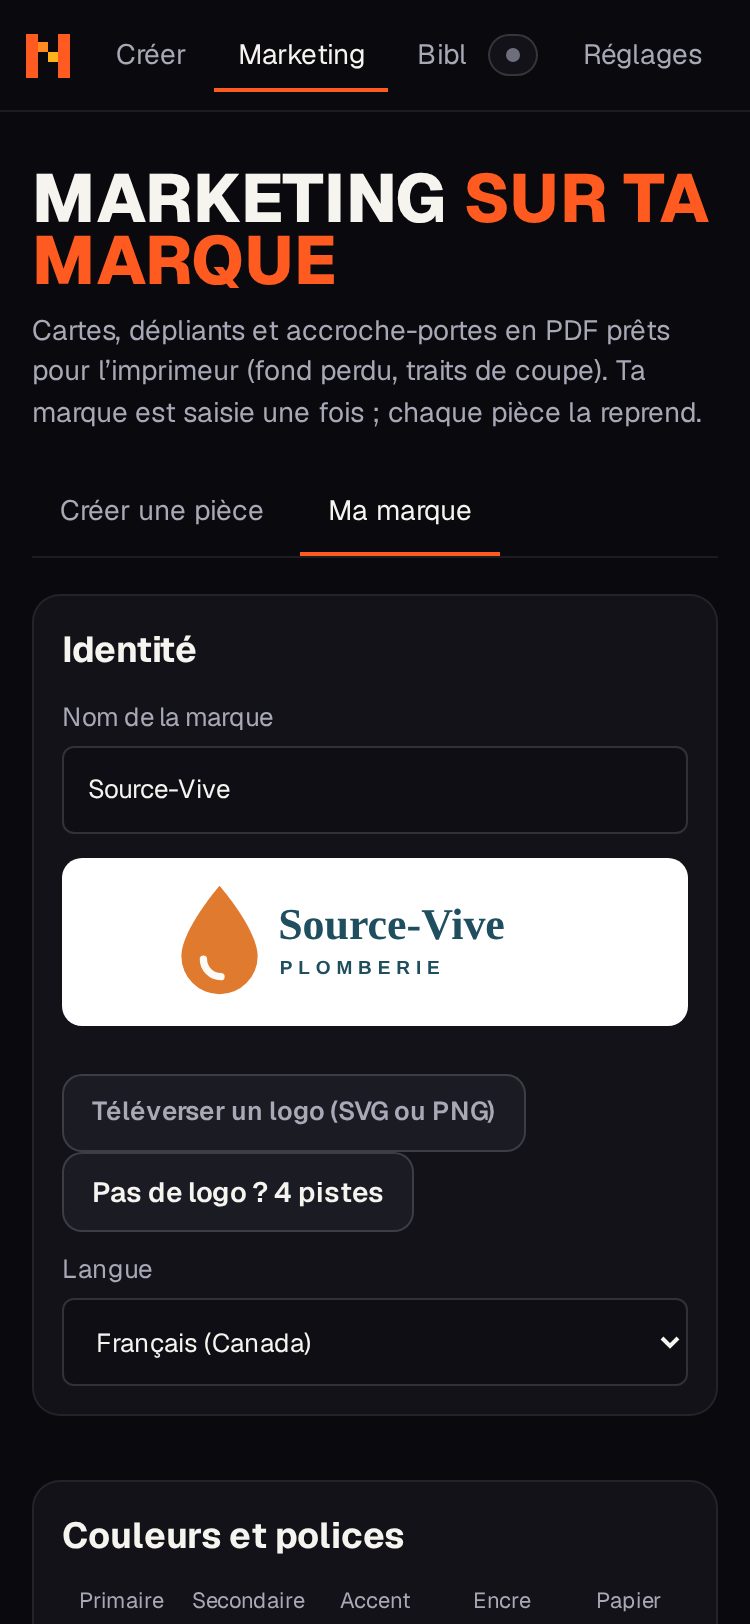 Créer Marketing Bibl Réglages
MARKETING SUR TA
MARQUE
Cartes, dépliants et accroche-portes en PDF prêts
pour l’imprimeur (fond perdu, traits de coupe). Ta
marque est saisie une fois ; chaque pièce la reprend.
Créer une pièce Ma marque
Identité
Nom de la marque
Source-Vive
Source-Vive
PLOMBERIE
Téléverser un logo (SVG ou PNG)
Pas de logo ? 4 pistes
Langue
Français (Canada)
Couleurs et polices
Primaire Secondaire Accent Encre Papier